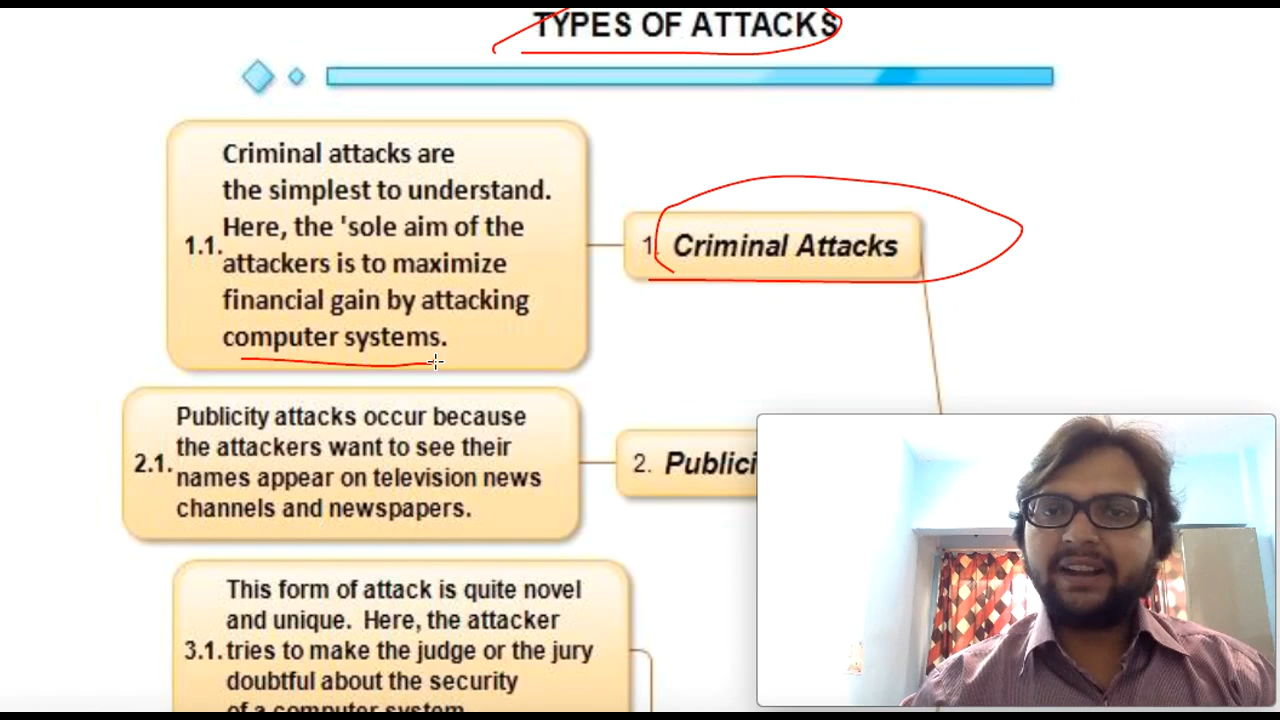 TYPES OF ATTACKS
Criminal attacks are
the simplest to understand.
Here, the 'sole aim of the
1.1. attackers is to maximize
financial gain by attacking
computer systems.
1. Criminal Attacks
Publicity attacks occur because
the attackers want to see their
2.1. names appear on television news
channels and newspapers.
2. Publici
This form of attack is quite novel
and unique. Here, the attacker
3.1. tries to make the judge or the jury
doubtful about the security
of a computer system